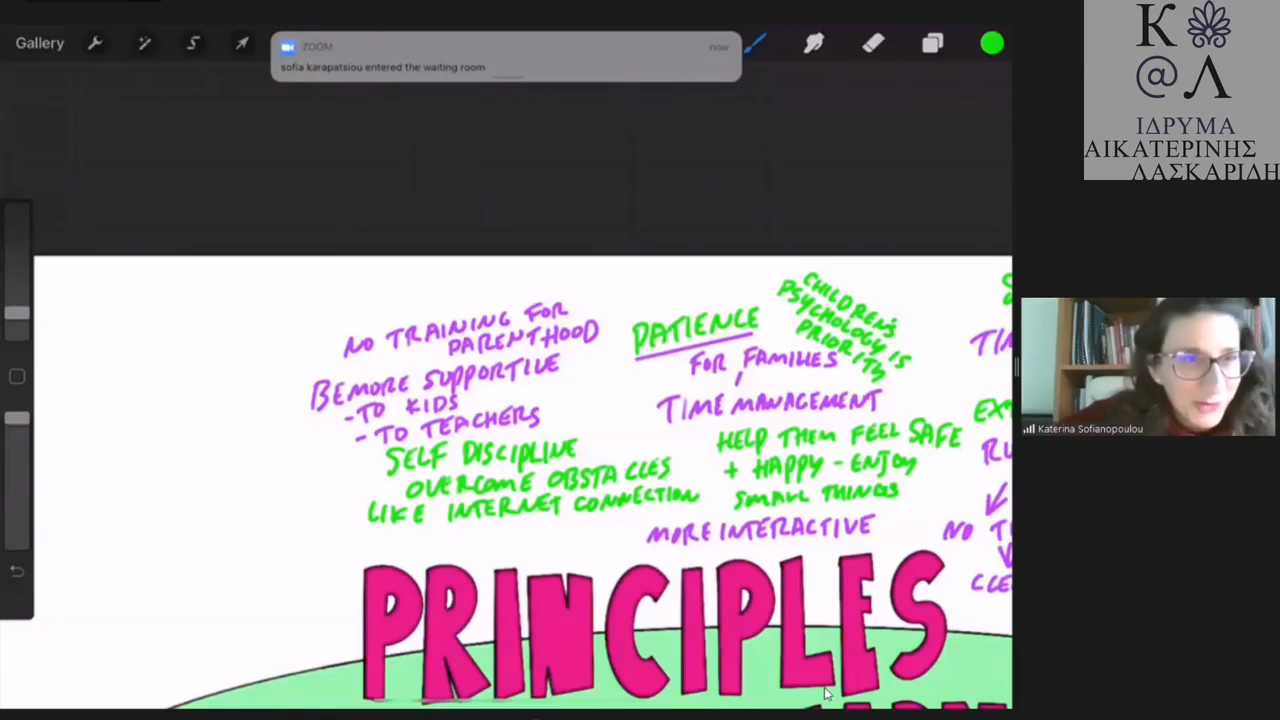 Gallery
ZOOM
now
sofia karapatsiou entered the waiting room
Κ
@ Λ
ΙΔΡΥΜΑ
ΑΙΚΑΤΕΡΙΝΗΣ
ΛΑΣΚΑΡΙΔΗ
NO TRAINING FOR
PARENTHOOD
BE MORE SUPPORTIVE
- TO KIDS
- TO TEACHERS
SELF DISCIPLINE
OVERCOME OBSTACLES
LIKE INTERNET CONNECTION
PATIENCE
FOR FAMILIES
CHILDREN'S
PSYCHOLOGY IS
PRIORITY
TIME MANAGEMENT
HELP THEM FEEL SAFE
+ HAPPY - ENJOY
SMALL THINGS
MORE INTERACTIVE
NO
PRINCIPLES
Katerina Sofianopoulou